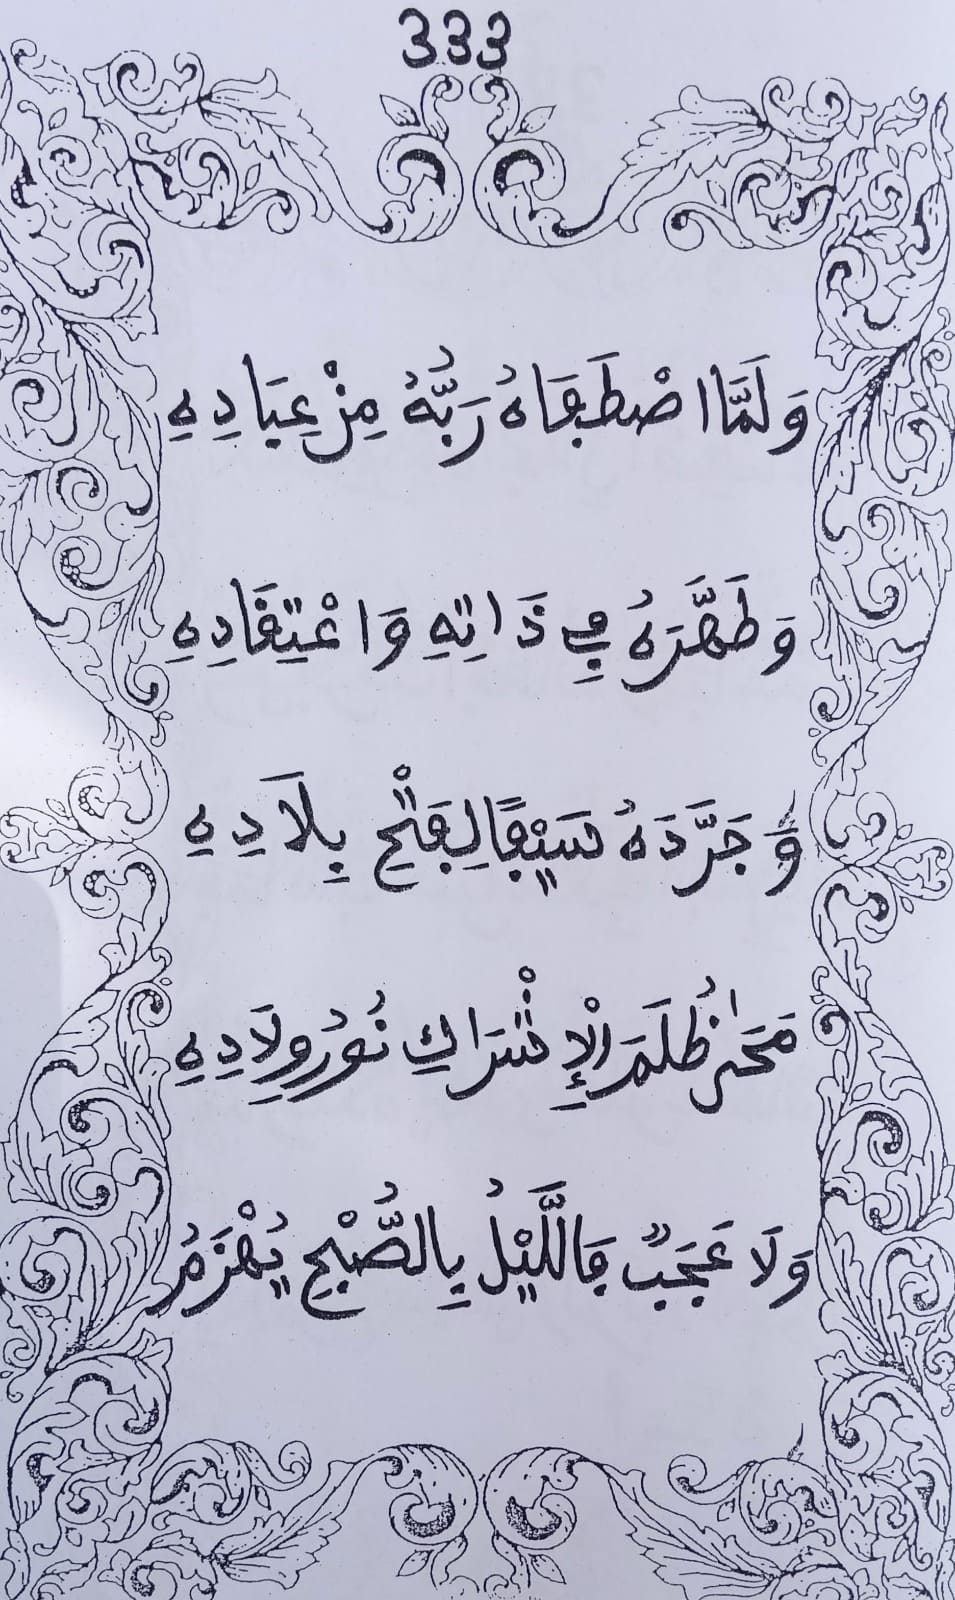 333
وَلَمَّا اصْطَفَاهُ رَبُّهُ مِنْ عِبَادِهِ
وَطَهَّرَهُ فِي ذَاتِهِ وَاعْتِقَادِهِ
وَجَرَّدَهُ سَيْفًا لِفَتْحِ بِلَادِهِ
مَحَى ظُلَمَ الْإِشْرَاكِ نُورُ وِلَادِهِ
وَلَا عَجَبٌ فَاللَّيْلُ بِالصُّبْحِ يُهْزَمُ